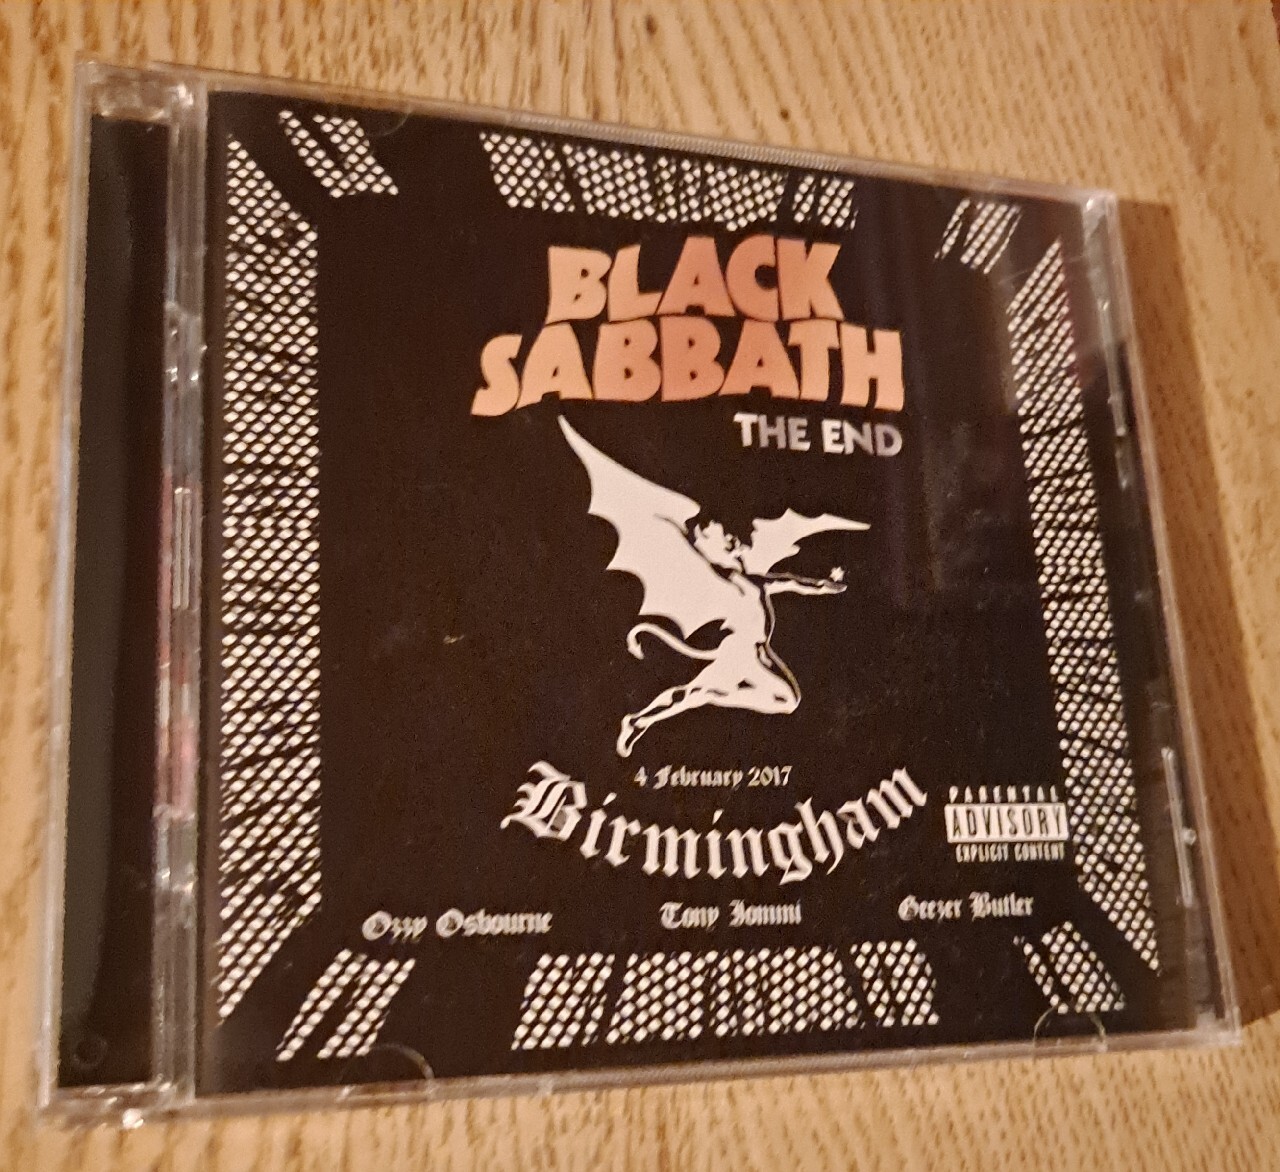 BLACK
SABBATH
THE END
4 February 2017
Birmingham
PARENTAL
ADVISORY
EXPLICIT CONTENT
Ozzy Osbourne Tony Iommi Geezer Butler